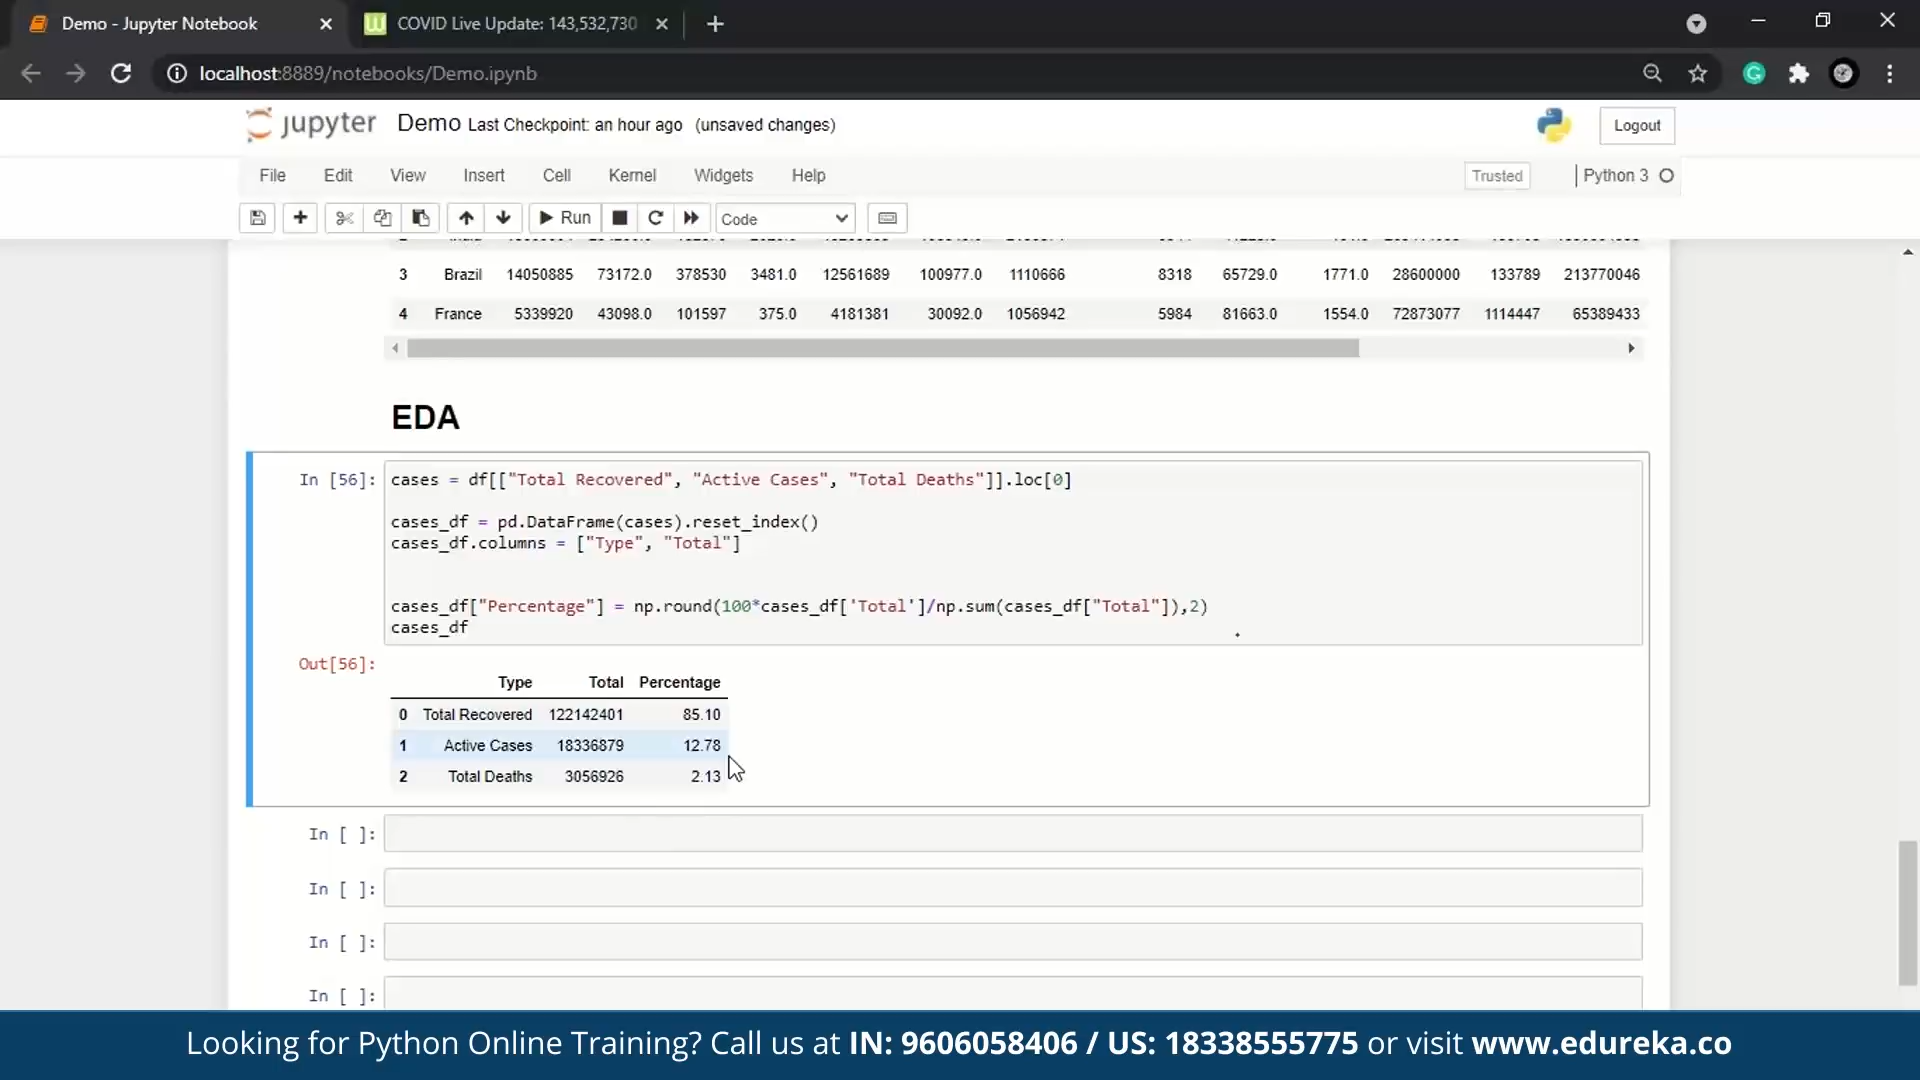 Demo - Jupyter Notebook
COVID Live Update: 143,532,730
localhost:8889/notebooks/Demo.ipynb
jupyter Demo Last Checkpoint: an hour ago (unsaved changes)
Logout
File Edit View Insert Cell Kernel Widgets Help
Trusted
Python 3
Run
Code
3 Brazil 14050885 73172.0 378530 3481.0 12561689 100977.0 1110666 8318 65729.0 1771.0 28600000 133789 213770046
4 France 5339920 43098.0 101597 375.0 4181381 30092.0 1056942 5984 81663.0 1554.0 72873077 1114447 65389433
EDA
In [56]: cases = df[["Total Recovered", "Active Cases", "Total Deaths"]].loc[0]
cases_df = pd.DataFrame(cases).reset_index()
cases_df.columns = ["Type", "Total"]
cases_df["Percentage"] = np.round(100*cases_df['Total']/np.sum(cases_df["Total"]),2)
cases_df
Out[56]:
Type Total Percentage
0 Total Recovered 122142401 85.10
1 Active Cases 18336879 12.78
2 Total Deaths 3056926 2.13
In [ ]:
In [ ]:
In [ ]:
In [ ]:
Looking for Python Online Training? Call us at IN: 9606058406 / US: 18338555775 or visit www.edureka.co